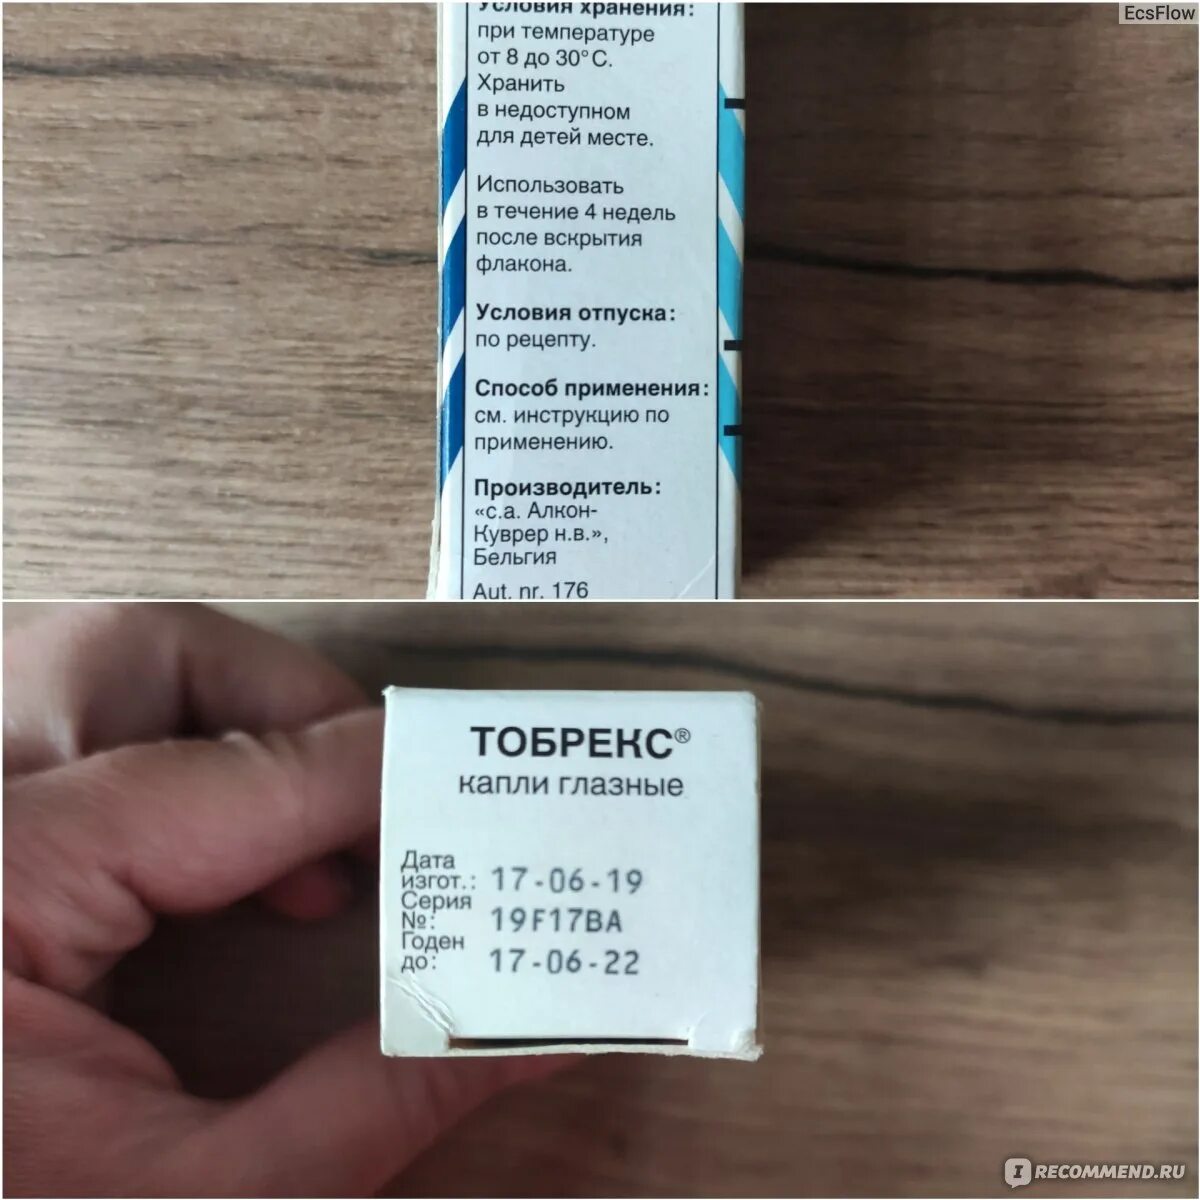 EcsFlow
Условия хранения:
при температуре
от 8 до 30°С.
Хранить
в недоступном
для детей месте.
Использовать
в течение 4 недель
после вскрытия
флакона.
Условия отпуска:
по рецепту.
Способ применения:
см. инструкцию по
применению.
Производитель:
«с.а. Алкон-
Куврер н.в.»,
Бельгия
Aut. nr. 176
ТОБРЕКС®
капли глазные
Дата
изгот.: 17-06-19
Серия
№: 19F17BA
Годен
до: 17-06-22
IRECOMMEND.RU